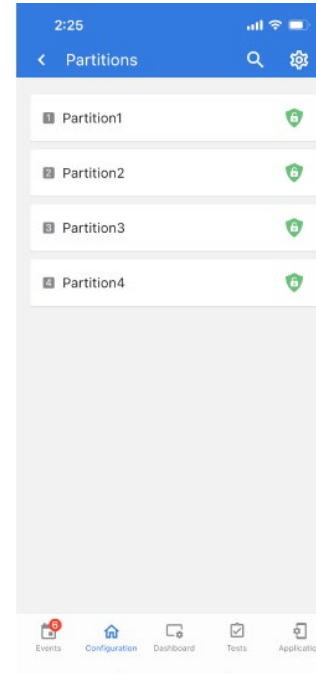 2:25
Partitions
1 Partition1
2 Partition2
3 Partition3
4 Partition4
6
Events Configuration Dashboard Tests Applicatio